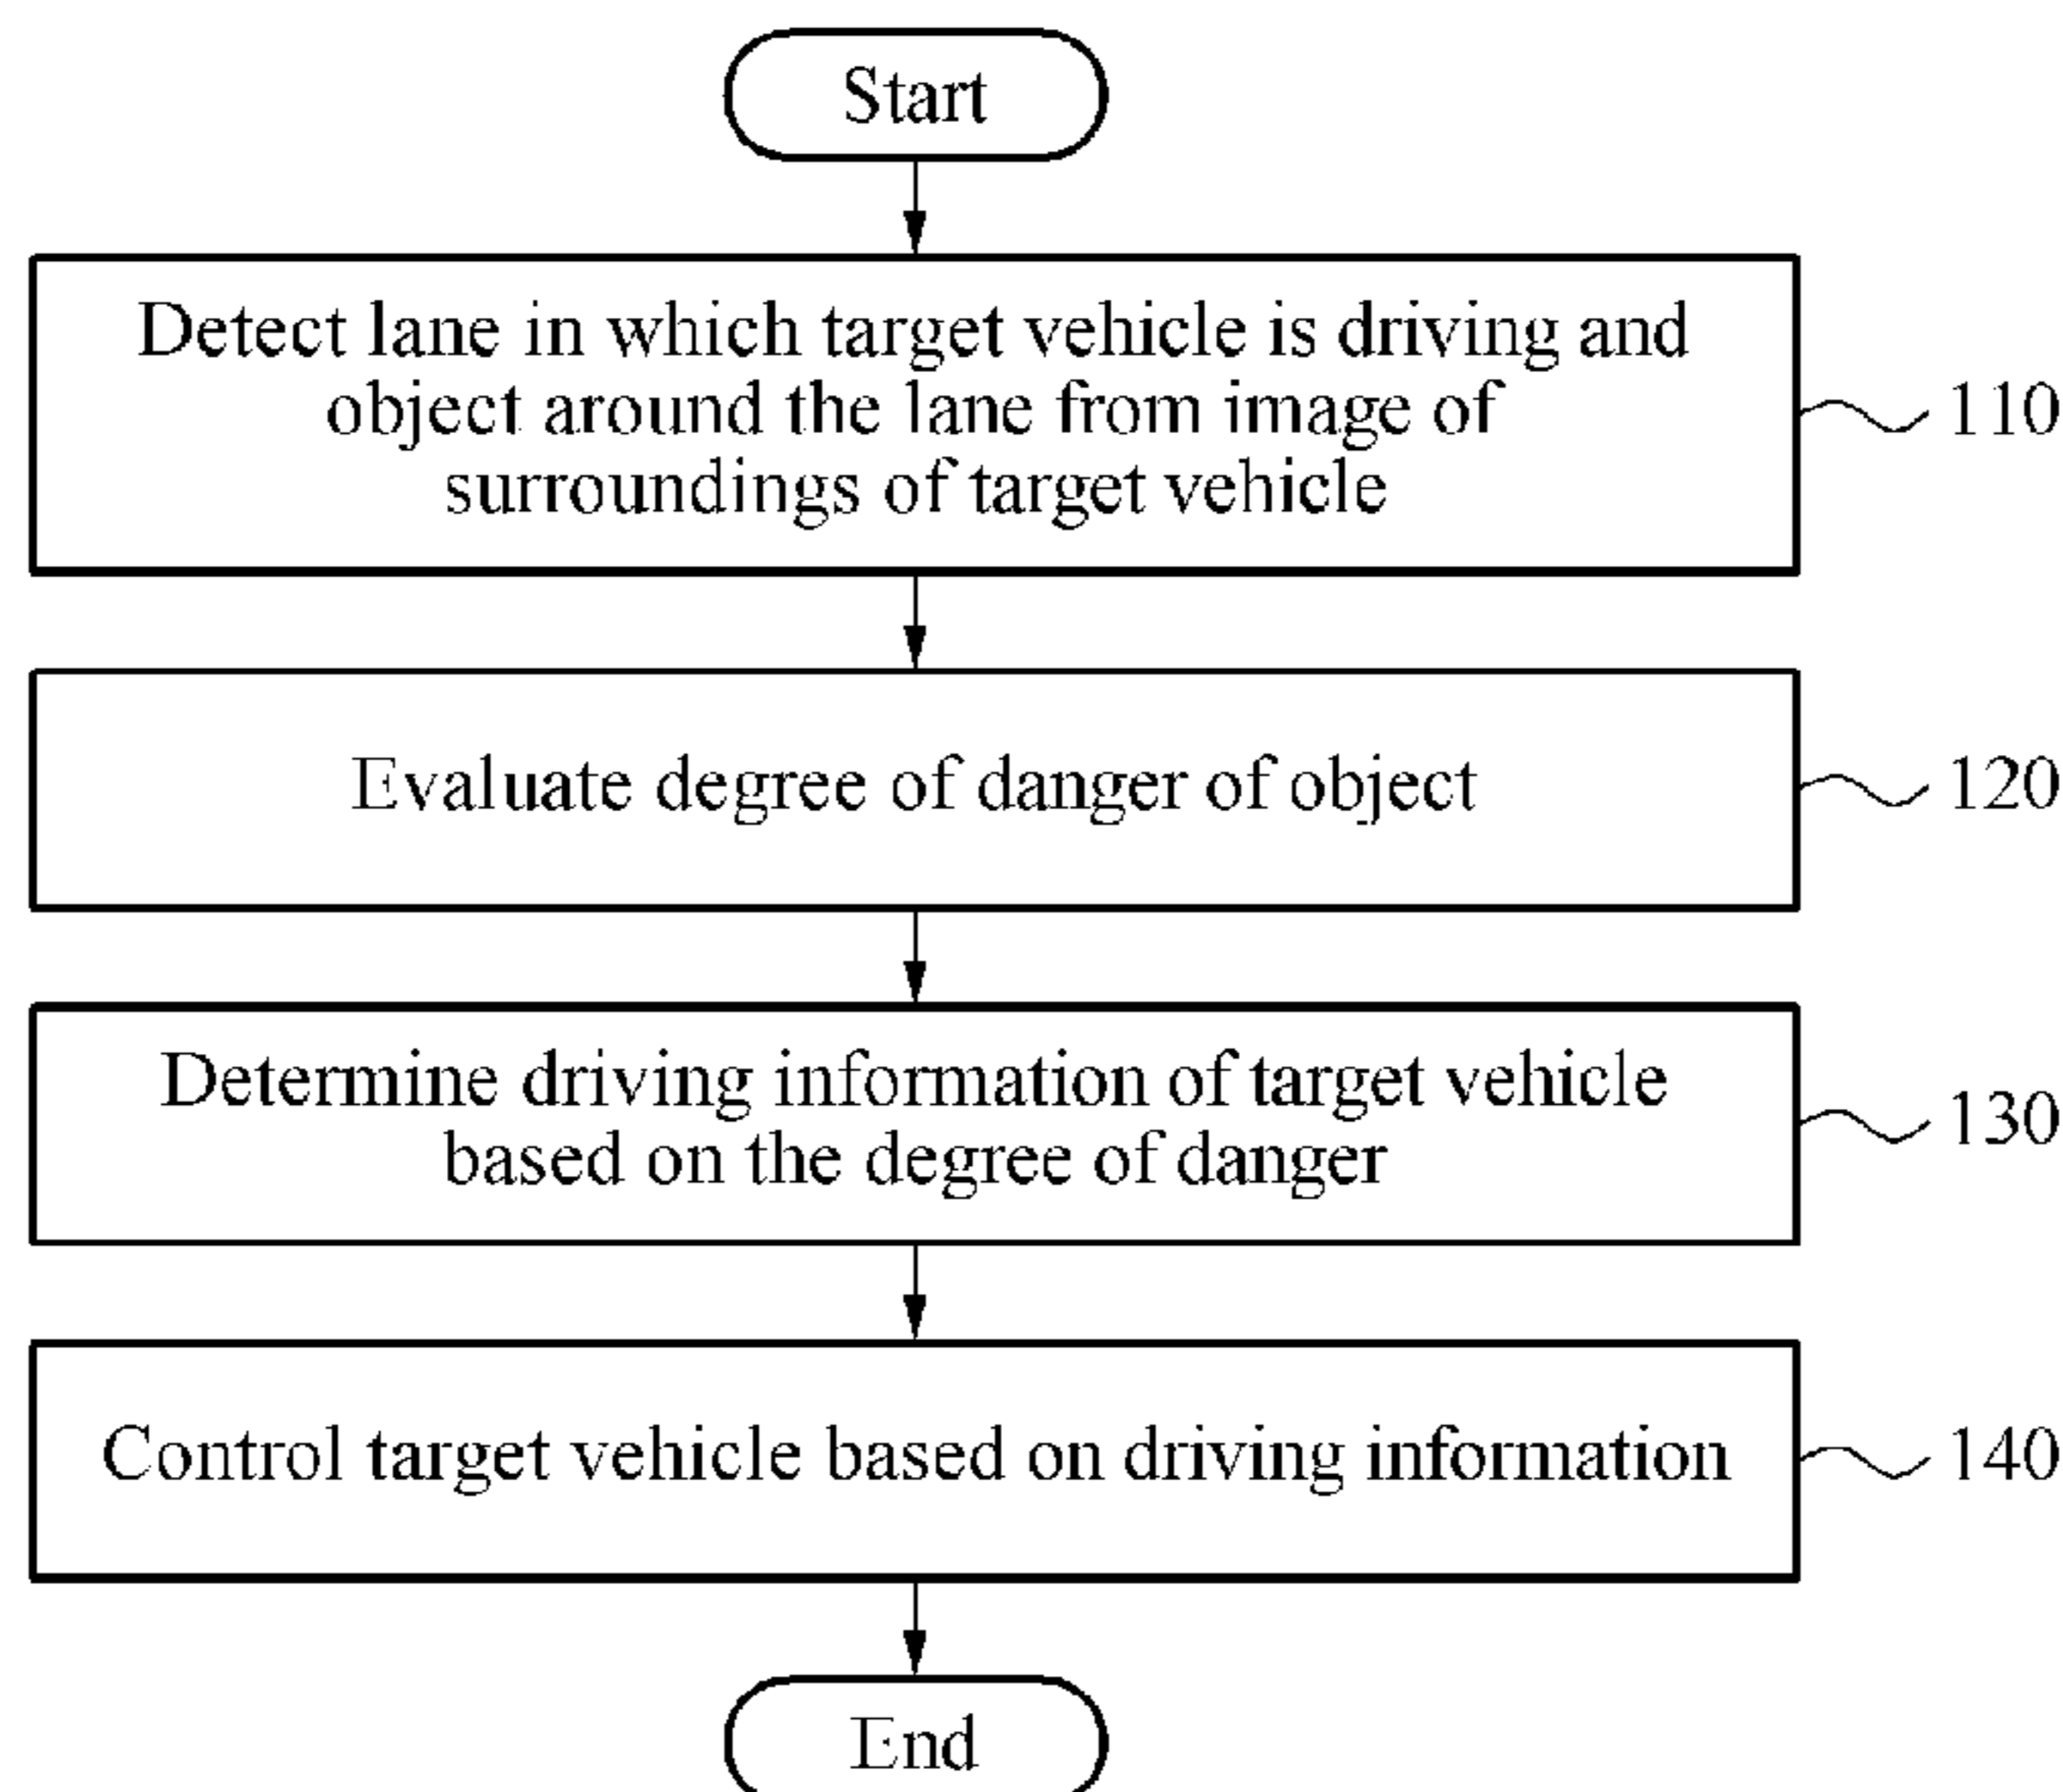 Start
Detect lane in which target vehicle is driving and
object around the lane from image of
surroundings of target vehicle
110
Evaluate degree of danger of object
120
Determine driving information of target vehicle
based on the degree of danger
130
Control target vehicle based on driving information
140
End